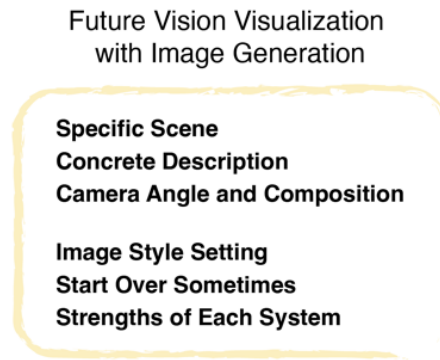 Future Vision Visualization
with Image Generation
Specific Scene
Concrete Description
Camera Angle and Composition
Image Style Setting
Start Over Sometimes
Strengths of Each System